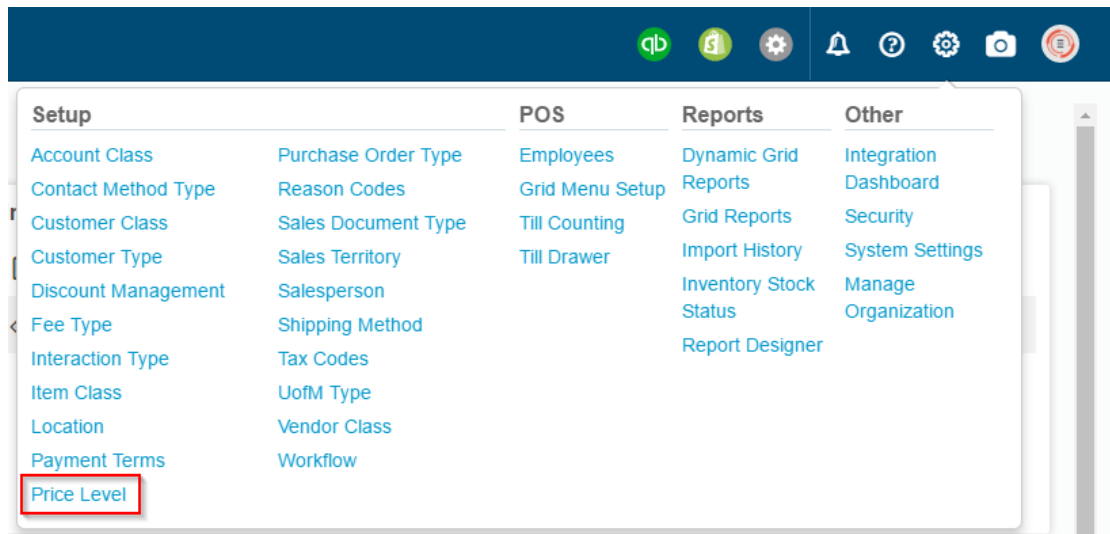 qb
Setup
Account Class
Contact Method Type
Customer Class
Customer Type
Discount Management
Fee Type
Interaction Type
Item Class
Location
Payment Terms
Price Level
Purchase Order Type
Reason Codes
Sales Document Type
Sales Territory
Salesperson
Shipping Method
Tax Codes
UofM Type
Vendor Class
Workflow
POS
Employees
Grid Menu Setup
Till Counting
Till Drawer
Reports
Dynamic Grid
Reports
Grid Reports
Import History
Inventory Stock
Status
Report Designer
Other
Integration
Dashboard
Security
System Settings
Manage
Organization